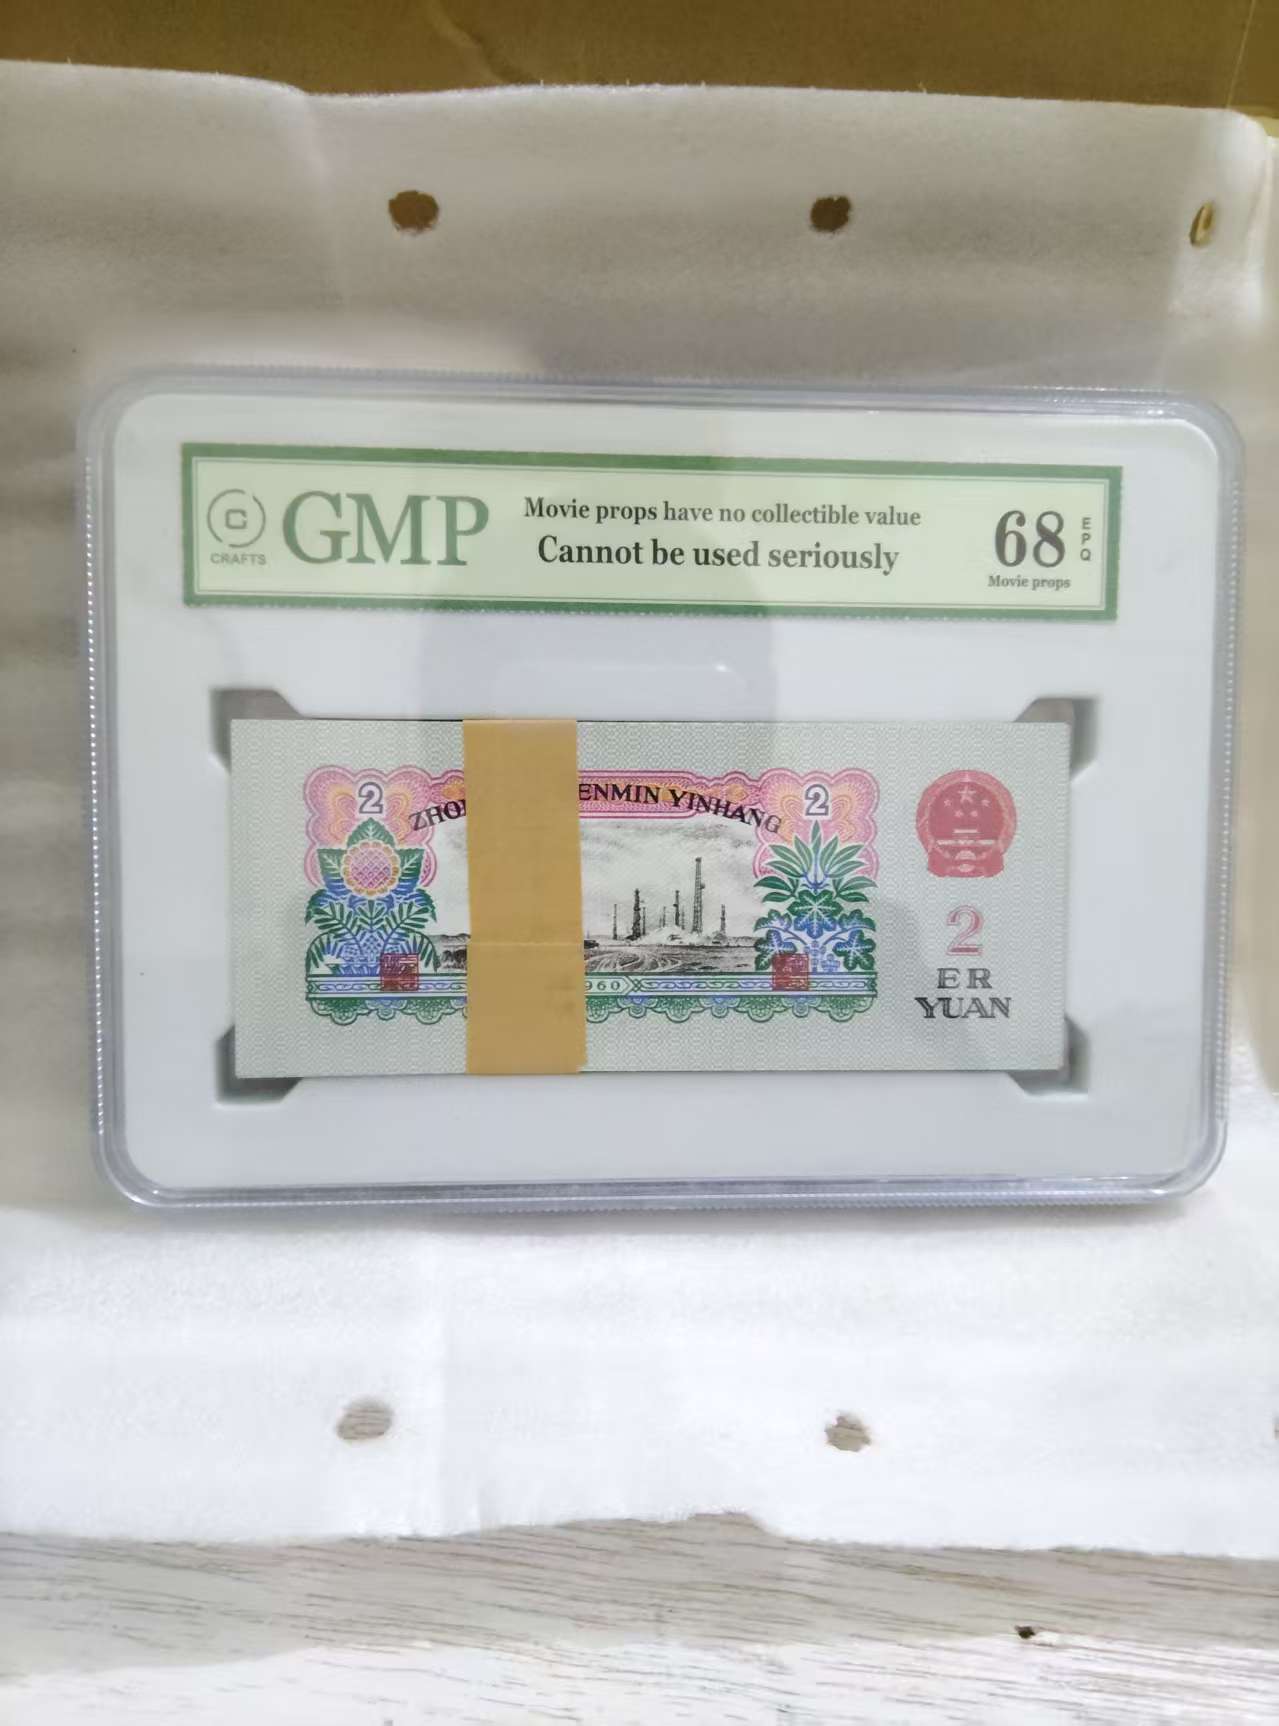 C
CRAFTS
GMP
Movie props have no collectible value
Cannot be used seriously
68
EPQ
Movie props
2
ENMIN YINHANG
2
960
2
ER
YUAN